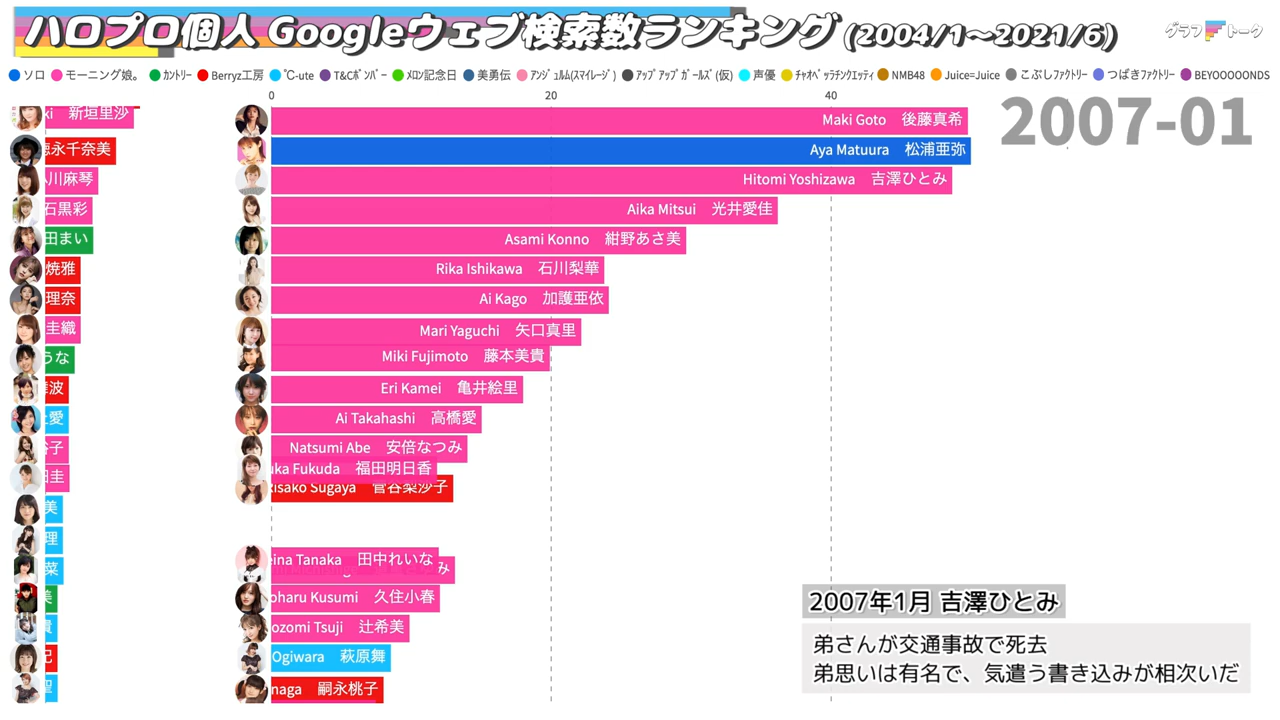 ハロプロ個人 Googleウェブ検索数ランキング (2004/1〜2021/6)
グラフトーク
ソロ モーニング娘。 カントリー Berryz工房 ℃-ute T&Cボンバー メロン記念日 美勇伝 アンジュルム(スマイレージ) アップアップガールズ(仮) 声優 チャオベッラチンクエッティ NMB48 Juice=Juice こぶしファクトリー つばきファクトリー BEYOOOOONDS
0 20 40
2007-01
ki 新垣里沙
永千奈美
川麻琴
石黒彩
田まい
焼雅
理奈
圭織
うな
波
愛
子
圭
美
理
菜
美
貴
記
聖
Maki Goto 後藤真希
Aya Matuura 松浦亜弥
Hitomi Yoshizawa 吉澤ひとみ
Aika Mitsui 光井愛佳
Asami Konno 紺野あさ美
Rika Ishikawa 石川梨華
Ai Kago 加護亜依
Mari Yaguchi 矢口真里
Miki Fujimoto 藤本美貴
Eri Kamei 亀井絵里
Ai Takahashi 高橋愛
Natsumi Abe 安倍なつみ
uka Fukuda 福田明日香
Risako Sugaya 菅谷梨沙子
eina Tanaka 田中れいな
み
oharu Kusumi 久住小春
ozomi Tsuji 辻希美
Ogiwara 萩原舞
naga 嗣永桃子
2007年1月 吉澤ひとみ
弟さんが交通事故で死去
弟思いは有名で、気遣う書き込みが相次いだ